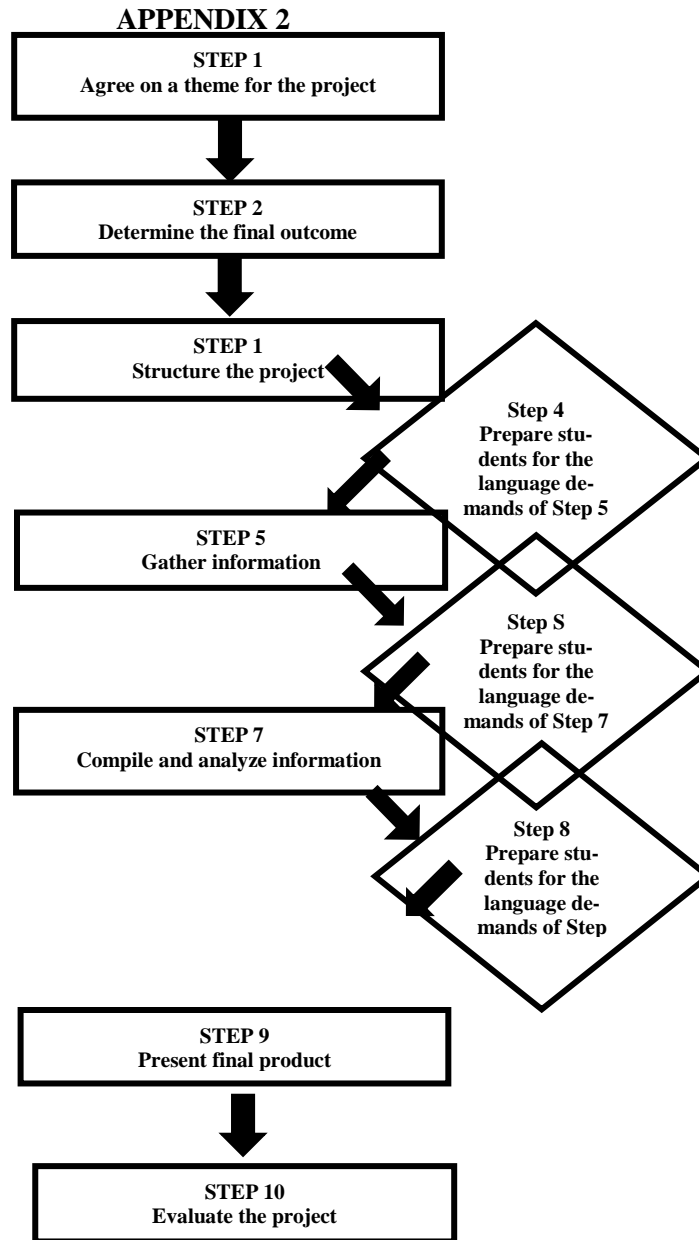 APPENDIX 2
STEP 1
Agree on a theme for the project
STEP 2
Determine the final outcome
STEP 1
Structure the project
Step 4
Prepare stu-
dents for the
language de-
mands of Step 5
STEP 5
Gather information
Step S
Prepare stu-
dents for the
language de-
mands of Step 7
STEP 7
Compile and analyze information
Step 8
Prepare stu-
dents for the
language de-
mands of Step
STEP 9
Present final product
STEP 10
Evaluate the project